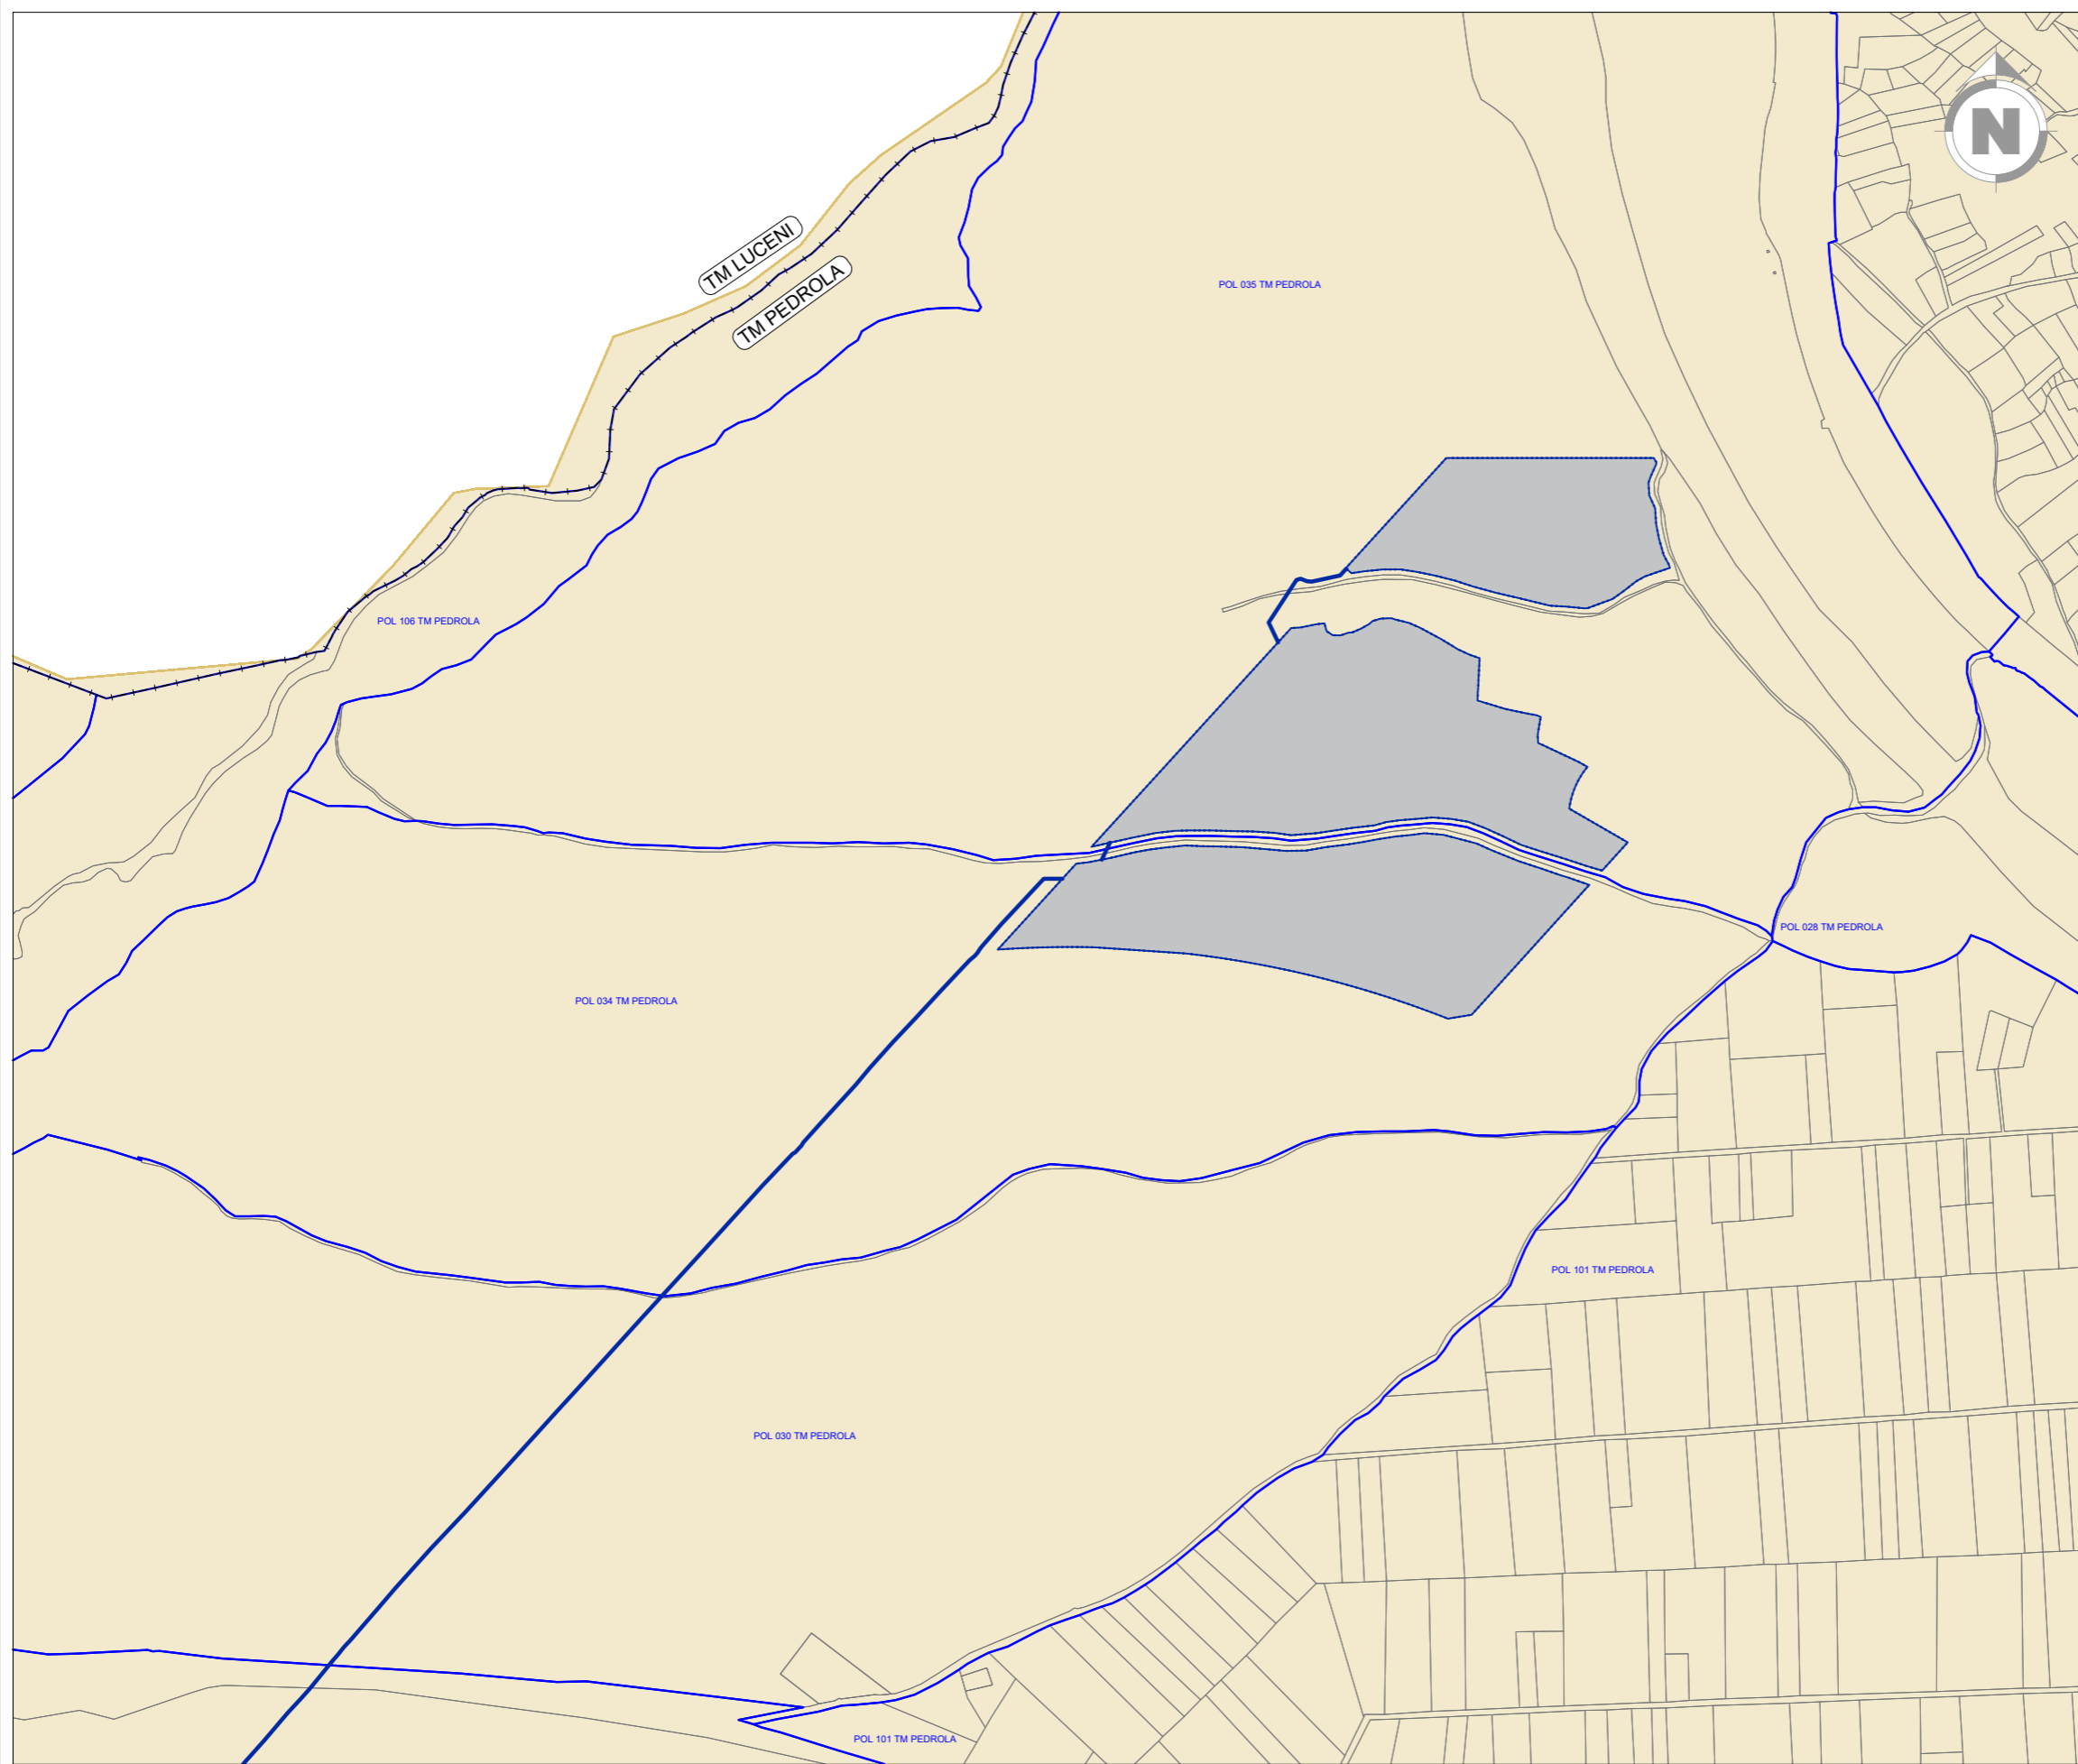 N
TM LUCENI
TM PEDROLA
POL 035 TM PEDROLA
POL 106 TM PEDROLA
POL 028 TM PEDROLA
POL 034 TM PEDROLA
POL 101 TM PEDROLA
POL 030 TM PEDROLA
POL 101 TM PEDROLA